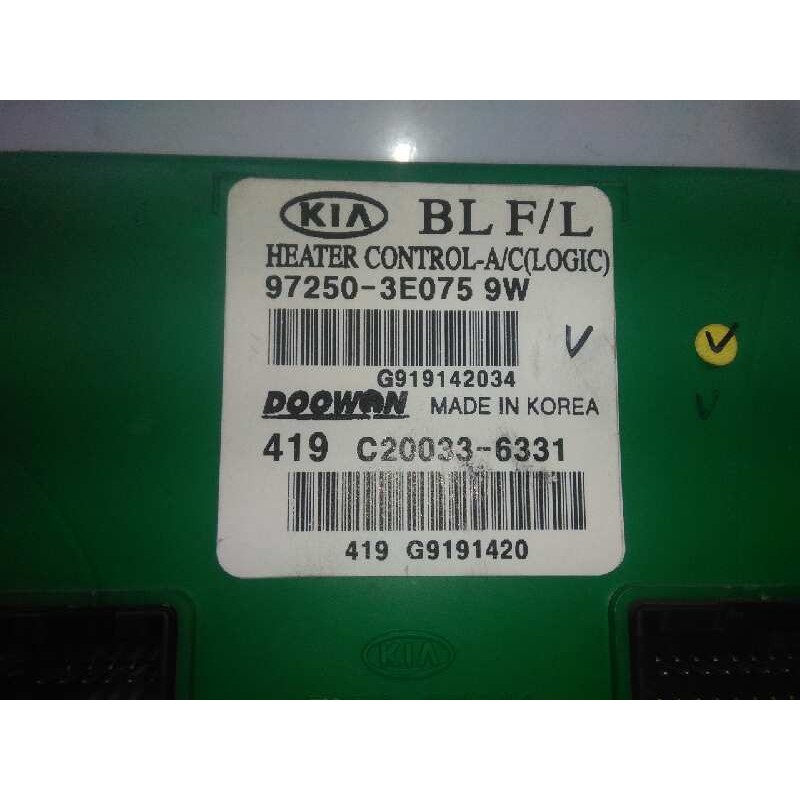 KIA BL F/L
HEATER CONTROL-A/C(LOGIC)
97250-3E075 9W
G919142034
DOOWON MADE IN KOREA
419 C20033-6331
419 G9191420
KIA